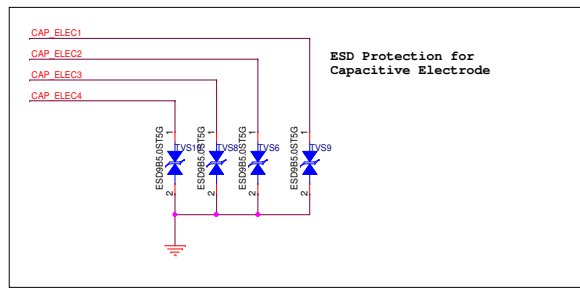 CAP_ELEC1
CAP_ELEC2
CAP_ELEC3
CAP_ELEC4
ESD Protection for
Capacitive Electrode
1
1
1
1
TVS10
TVS8
TVS6
TVS9
ESD9B5.0ST5G
ESD9B5.0ST5G
ESD9B5.0ST5G
ESD9B5.0ST5G
2
2
2
2